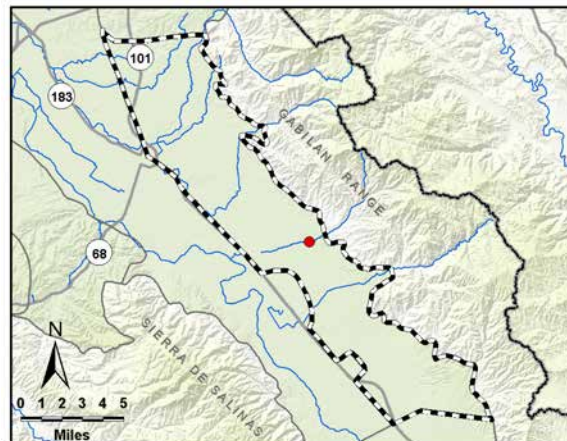 101
183
GABILAN RANGE
68
SIERRA DE SALINAS
N
0 1 2 3 4 5
Miles